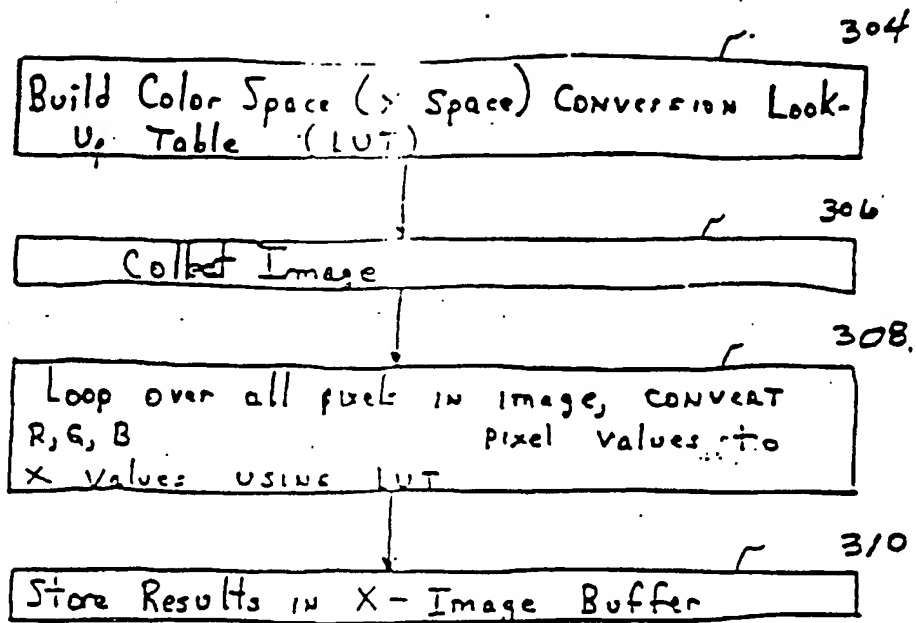 304
Build Color Space (X Space) CONVERSION Look-
Up Table (LUT)
306
Collect Image
308
Loop over all pixels in image, CONVERT
R, G, B pixel values to
X Values USING LUT
310
Store Results in X-Image Buffer